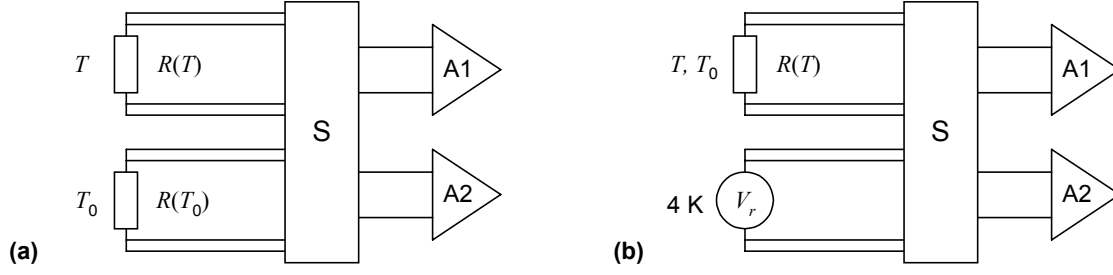 T
R(T)
S
A1
T₀
R(T₀)
A2
(a)
T, T₀
R(T)
S
A1
4 K
Vᵣ
A2
(b)